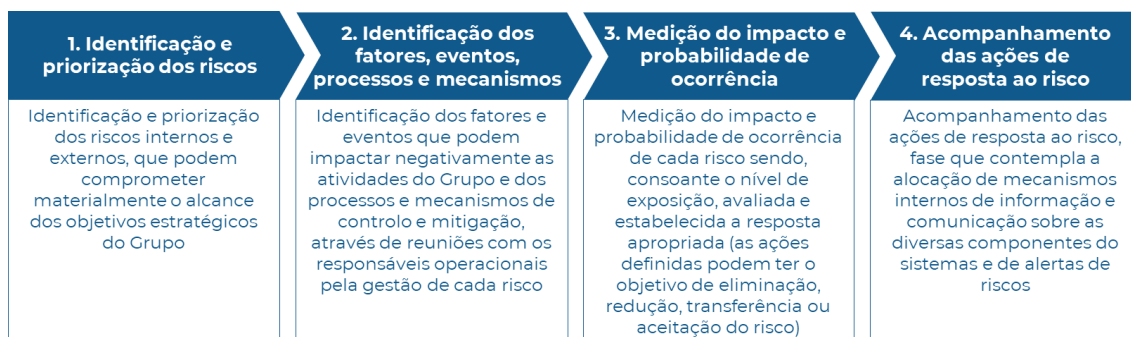 1. Identificação e
priorização dos riscos
Identificação e priorização
dos riscos internos e
externos, que podem
comprometer
materialmente o alcance
dos objetivos estratégicos
do Grupo
2. Identificação dos
fatores, eventos,
processos e mecanismos
Identificação dos fatores e
eventos que podem
impactar negativamente as
atividades do Grupo e dos
processos e mecanismos de
controlo e mitigação,
através de reuniões com os
responsáveis operacionais
pela gestão de cada risco
3. Medição do impacto e
probabilidade de
ocorrência
Medição do impacto e
probabilidade de ocorrência
de cada risco sendo,
consoante o nível de
exposição, avaliada e
estabelecida a resposta
apropriada (as ações
definidas podem ter o
objetivo de eliminação,
redução, transferência ou
aceitação do risco)
4. Acompanhamento
das ações de
resposta ao risco
Acompanhamento das
ações de resposta ao risco,
fase que contempla a
alocação de mecanismos
internos de informação e
comunicação sobre as
diversas componentes do
sistemas e de alertas de
riscos